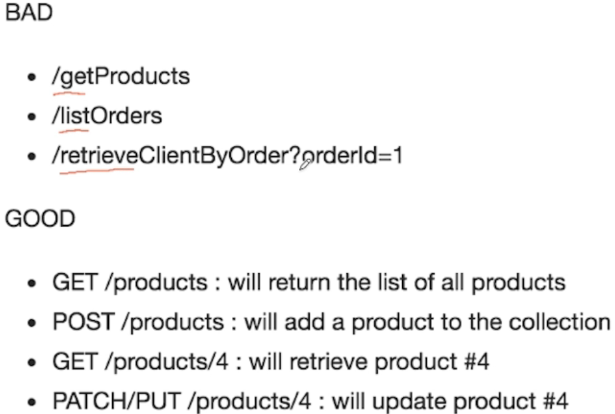 BAD
• /getProducts
• /listOrders
• /retrieveClientByOrder?orderId=1
GOOD
• GET /products : will return the list of all products
• POST /products : will add a product to the collection
• GET /products/4 : will retrieve product #4
• PATCH/PUT /products/4 : will update product #4